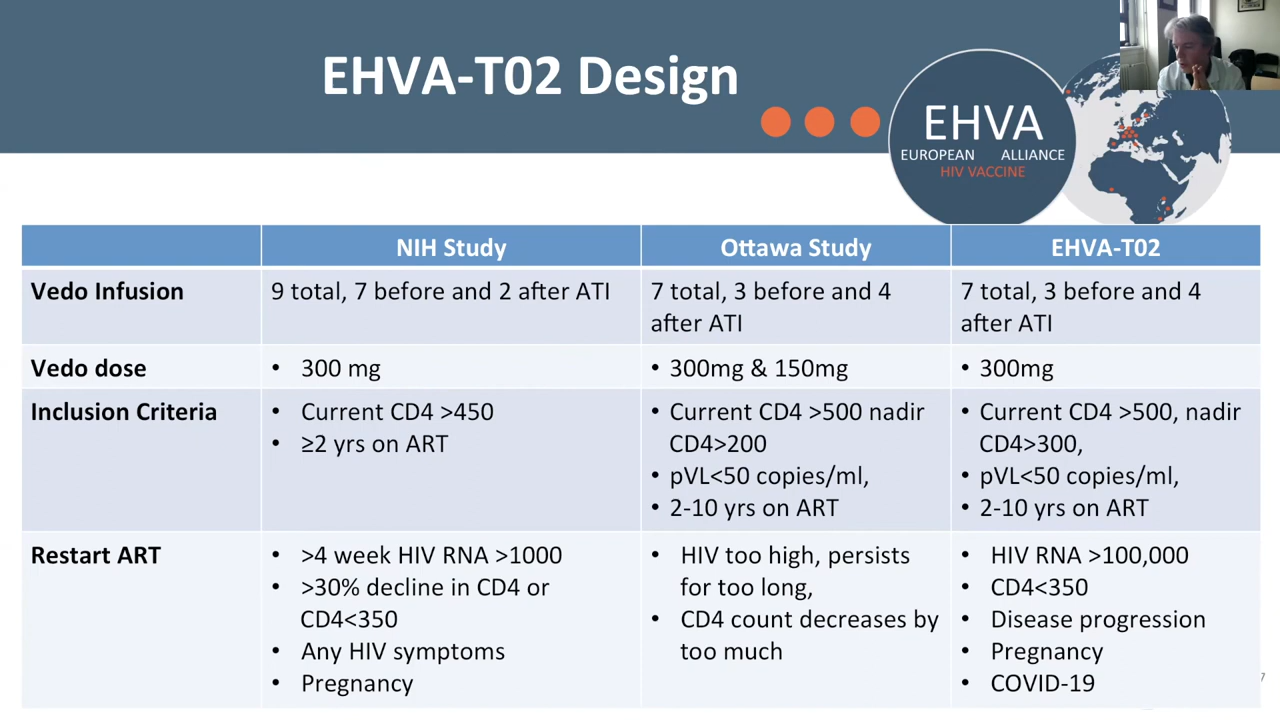 EHVA-T02 Design
EHVA
EUROPEAN ALLIANCE
HIV VACCINE
NIH Study
Ottawa Study
EHVA-T02
Vedo Infusion
9 total, 7 before and 2 after ATI
7 total, 3 before and 4
after ATI
7 total, 3 before and 4
after ATI
Vedo dose
• 300 mg
• 300mg & 150mg
• 300mg
Inclusion Criteria
• Current CD4 >450
• ≥2 yrs on ART
• Current CD4 >500 nadir
CD4>200
• pVL<50 copies/ml,
• 2-10 yrs on ART
• Current CD4 >500, nadir
CD4>300,
• pVL<50 copies/ml,
• 2-10 yrs on ART
Restart ART
• >4 week HIV RNA >1000
• >30% decline in CD4 or
CD4<350
• Any HIV symptoms
• Pregnancy
• HIV too high, persists
for too long,
• CD4 count decreases by
too much
• HIV RNA >100,000
• CD4<350
• Disease progression
• Pregnancy
• COVID-19
7